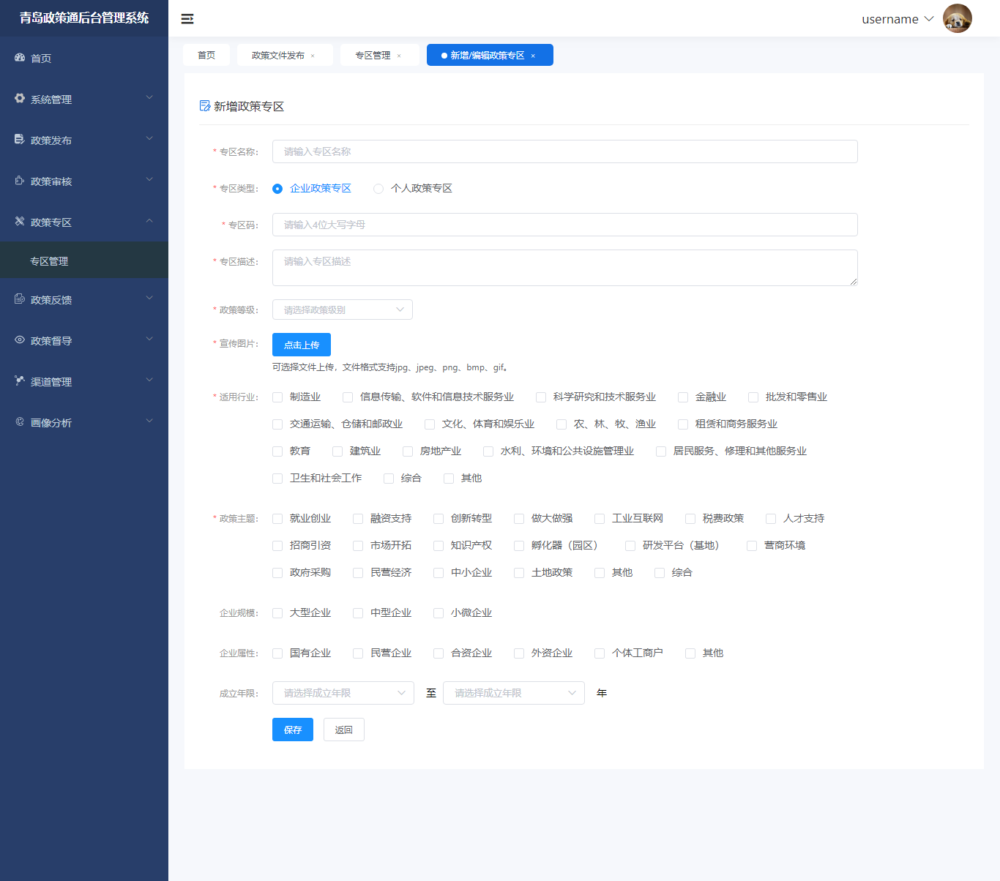 青岛政策通后台管理系统
username
首页
系统管理
政策发布
政策审核
政策专区
专区管理
政策反馈
政策督导
渠道管理
画像分析
首页 政策文件发布 × 专区管理 × 新增/编辑政策专区 ×
新增政策专区
* 专区名称： 请输入专区名称
* 专区类型： 企业政策专区 个人政策专区
* 专区码： 请输入4位大写字母
* 专区描述： 请输入专区描述
* 政策等级： 请选择政策级别
* 宣传图片： 点击上传
可选择文件上传，文件格式支持jpg、jpeg、png、bmp、gif。
* 适用行业： 制造业 信息传输、软件和信息技术服务业 科学研究和技术服务业 金融业 批发和零售业
交通运输、仓储和邮政业 文化、体育和娱乐业 农、林、牧、渔业 租赁和商务服务业
教育 建筑业 房地产业 水利、环境和公共设施管理业 居民服务、修理和其他服务业
卫生和社会工作 综合 其他
* 政策主题： 就业创业 融资支持 创新转型 做大做强 工业互联网 税费政策 人才支持
招商引资 市场开拓 知识产权 孵化器（园区） 研发平台（基地） 营商环境
政府采购 民营经济 中小企业 土地政策 其他 综合
企业规模： 大型企业 中型企业 小微企业
企业属性： 国有企业 民营企业 合资企业 外资企业 个体工商户 其他
成立年限： 请选择成立年限 至 请选择成立年限 年
保存 返回